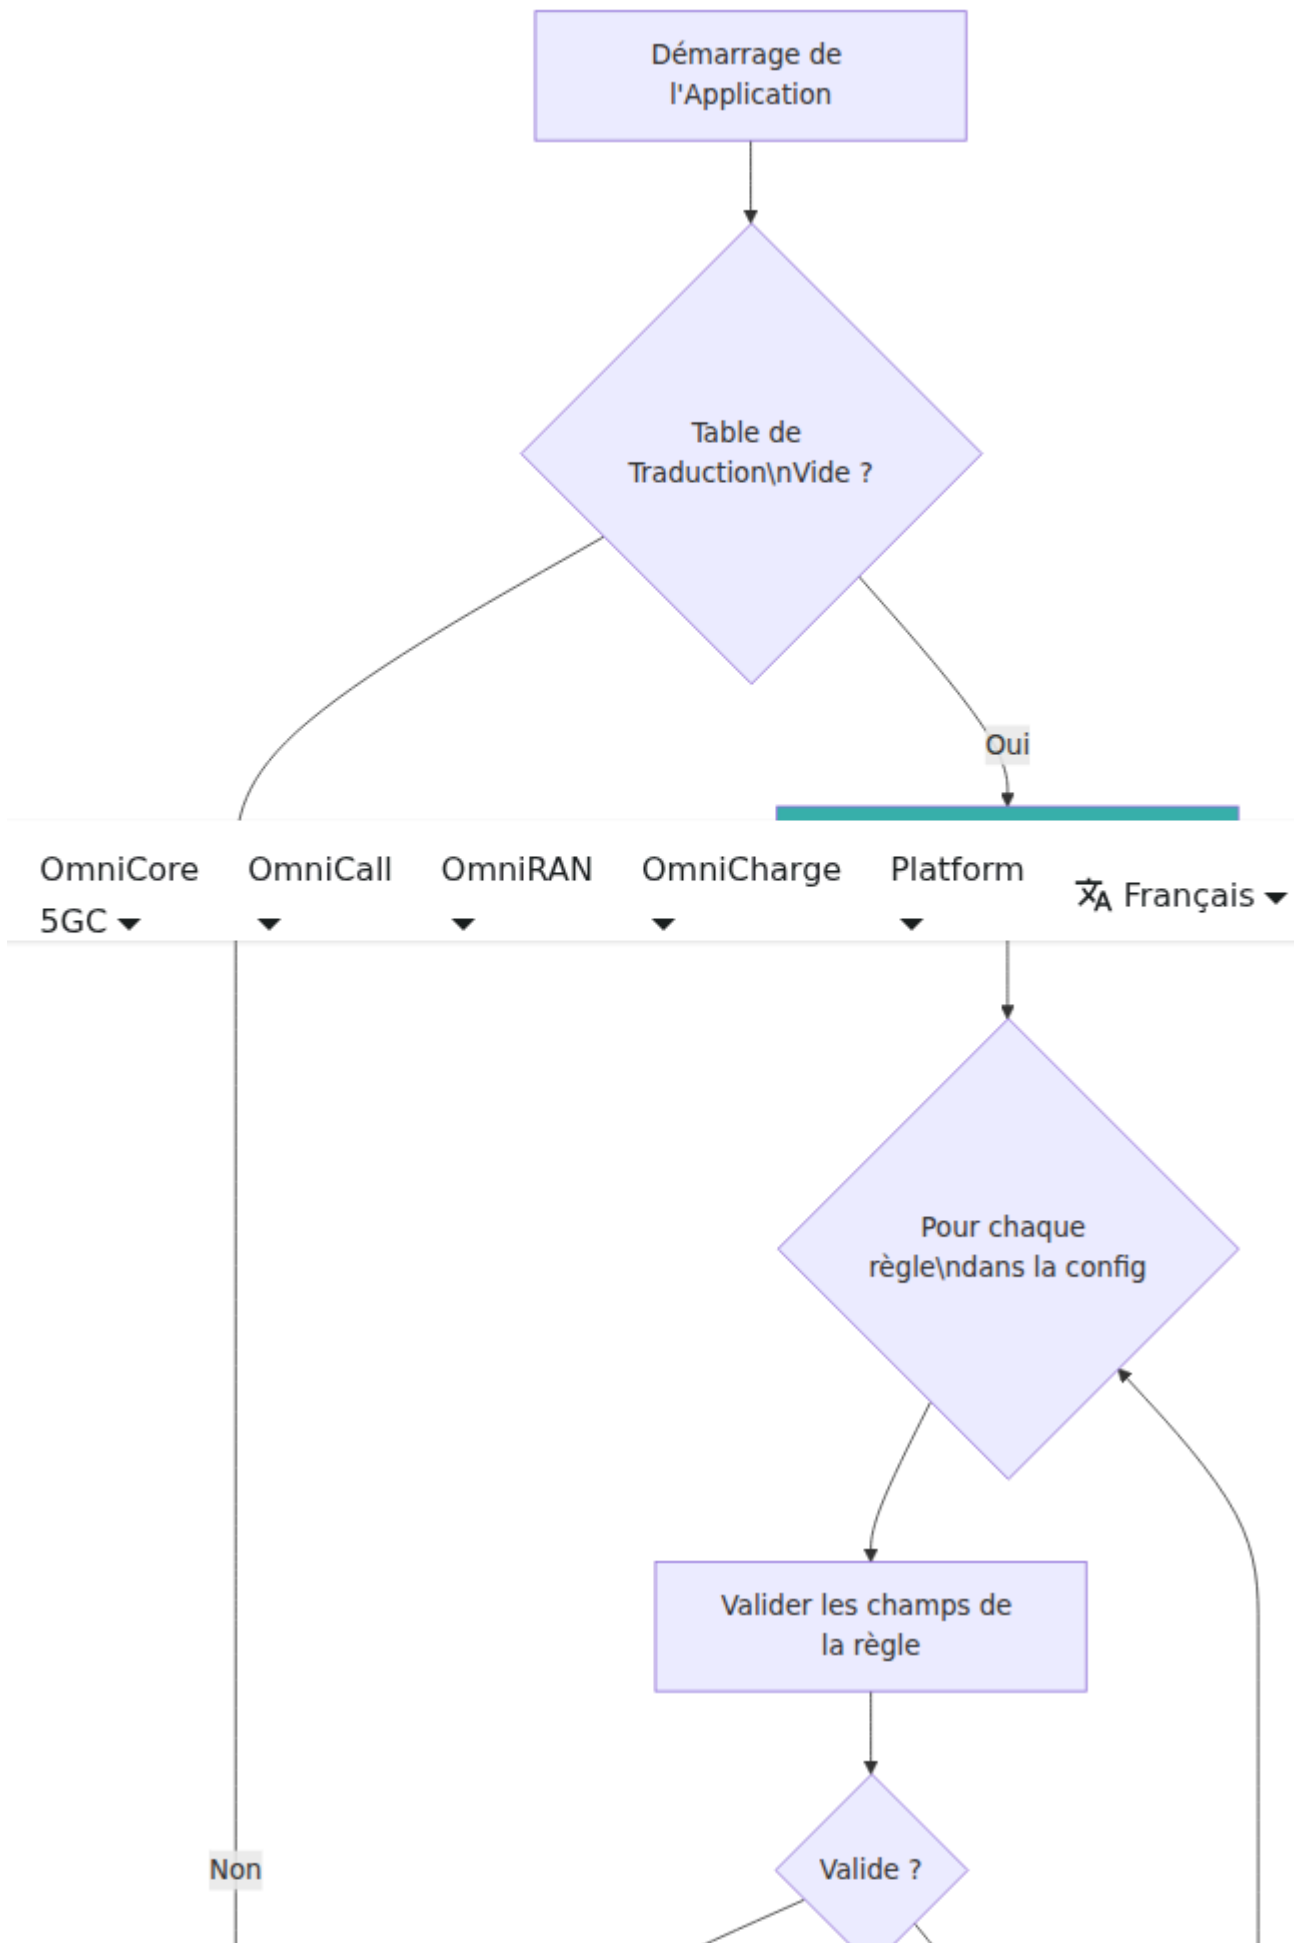 Démarrage de
l'Application
Table de
Traduction\nVide ?
Oui
OmniCore
5GC
OmniCall
OmniRAN
OmniCharge
Platform
Français
Pour chaque
règle\ndans la config
Valider les champs de
la règle
Non
Valide ?